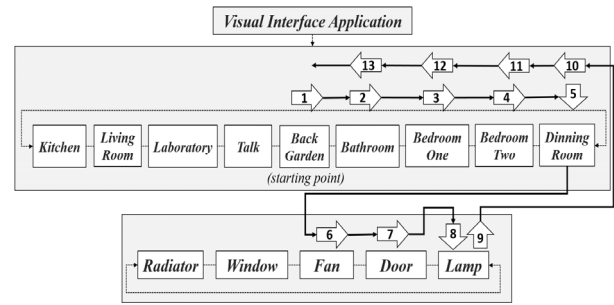 Visual Interface Application
13 12 11 10
1 2 3 4 5
Kitchen Living Room Laboratory Talk Back Garden Bathroom Bedroom One Bedroom Two Dinning Room
(starting point)
6 7 8 9
Radiator Window Fan Door Lamp